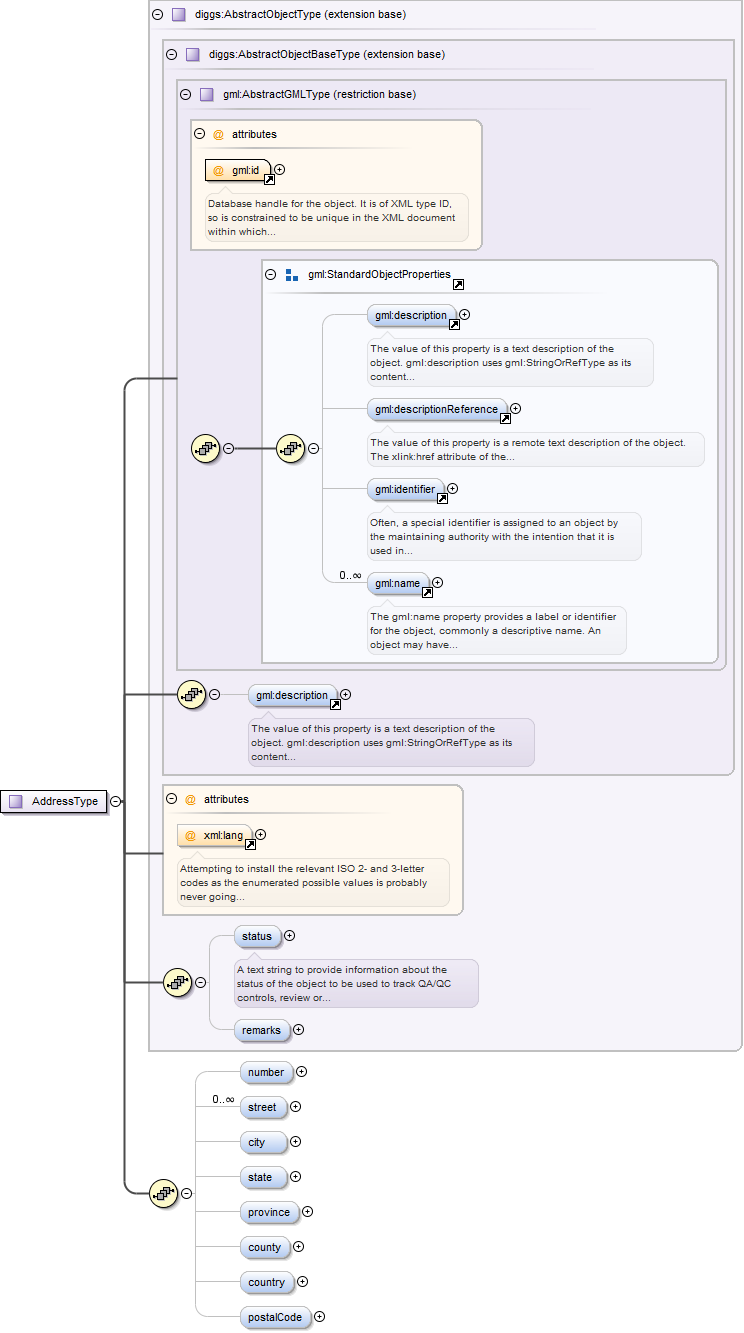 diggs:AbstractObjectType (extension base)
diggs:AbstractObjectBaseType (extension base)
gml:AbstractGMLType (restriction base)
@ attributes
@ gml:id
Database handle for the object. It is of XML type ID,
so is constrained to be unique in the XML document
within which...
gml:StandardObjectProperties
gml:description
The value of this property is a text description of the
object. gml:description uses gml:StringOrRefType as its
content...
gml:descriptionReference
The value of this property is a remote text description of the object.
The xlink:href attribute of the...
gml:identifier
Often, a special identifier is assigned to an object by
the maintaining authority with the intention that it is
used in...
0..∞
gml:name
The gml:name property provides a label or identifier
for the object, commonly a descriptive name. An
object may have...
gml:description
The value of this property is a text description of the
object. gml:description uses gml:StringOrRefType as its
content...
AddressType
@ attributes
@ xml:lang
Attempting to install the relevant ISO 2- and 3-letter
codes as the enumerated possible values is probably
never going...
status
A text string to provide information about the
status of the object to be used to track QA/QC
controls, review or...
remarks
number
0..∞
street
city
state
province
county
country
postalCode